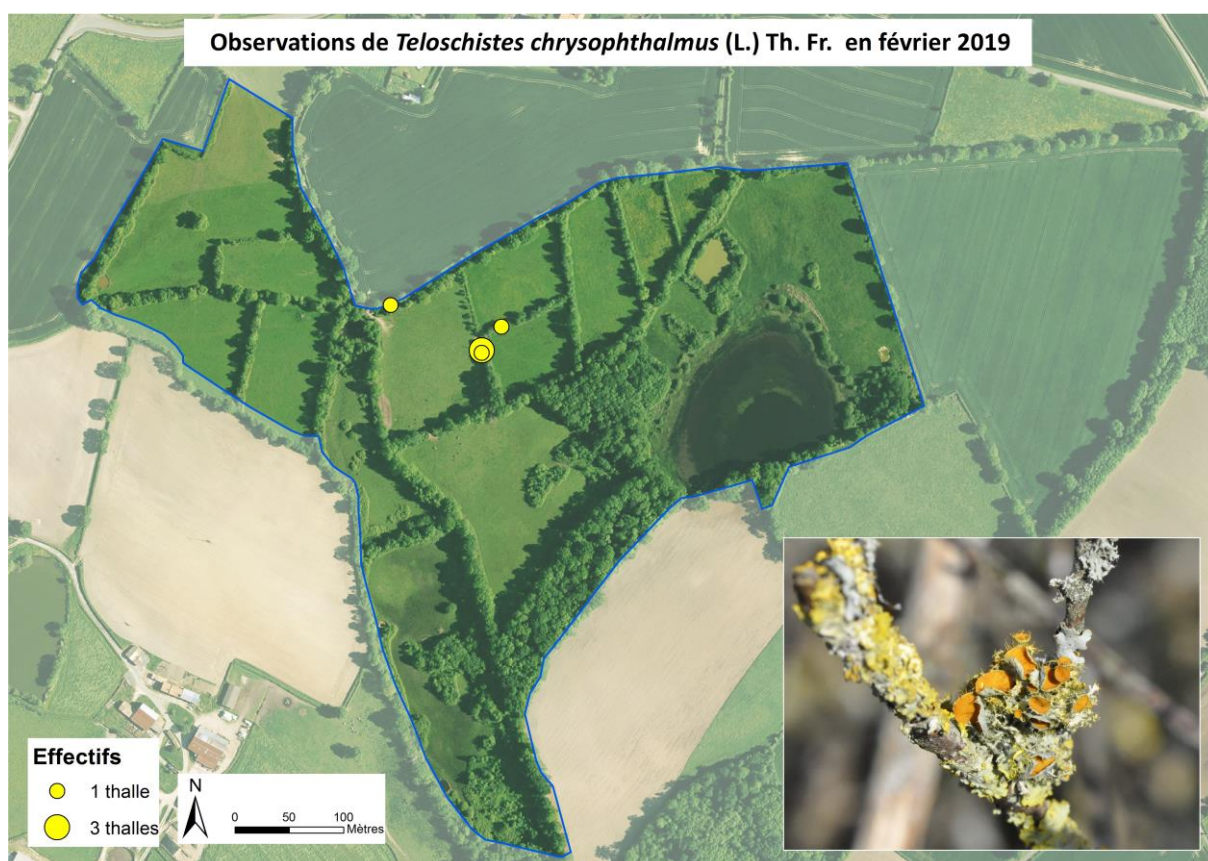 Observations de Teloschistes chrysophthalmus (L.) Th. Fr. en février 2019
Effectifs
1 thalle
3 thalles
N
0 50 100
Mètres